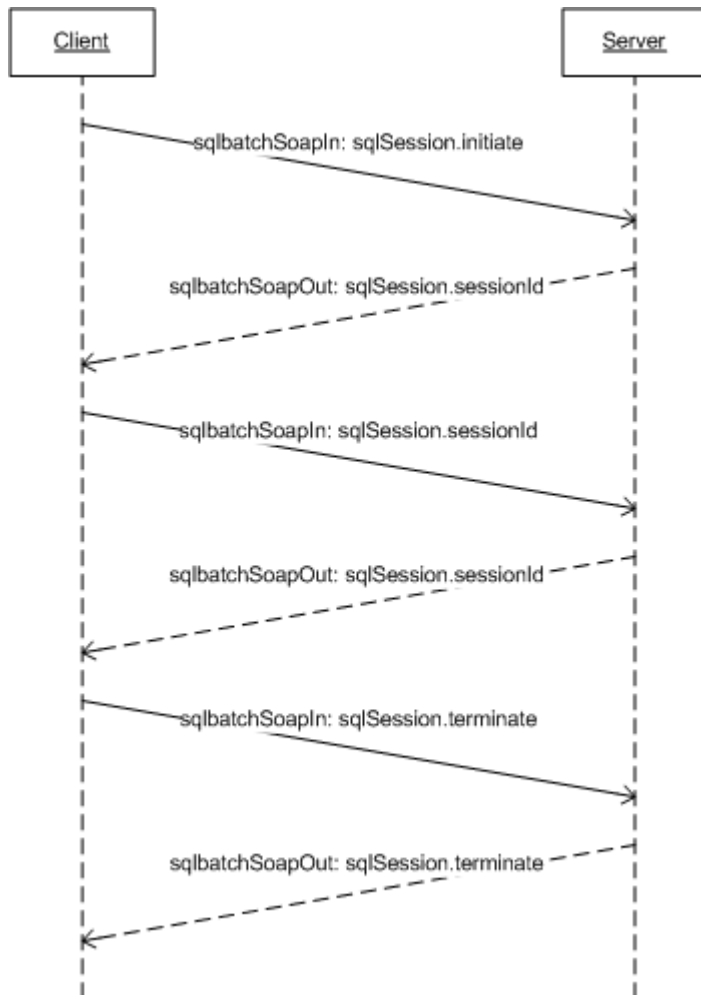 Client
Server
sqlbatchSoapIn: sqlSession.initiate
sqlbatchSoapOut: sqlSession.sessionId
sqlbatchSoapIn: sqlSession.sessionId
sqlbatchSoapOut: sqlSession.sessionId
sqlbatchSoapIn: sqlSession.terminate
sqlbatchSoapOut: sqlSession.terminate